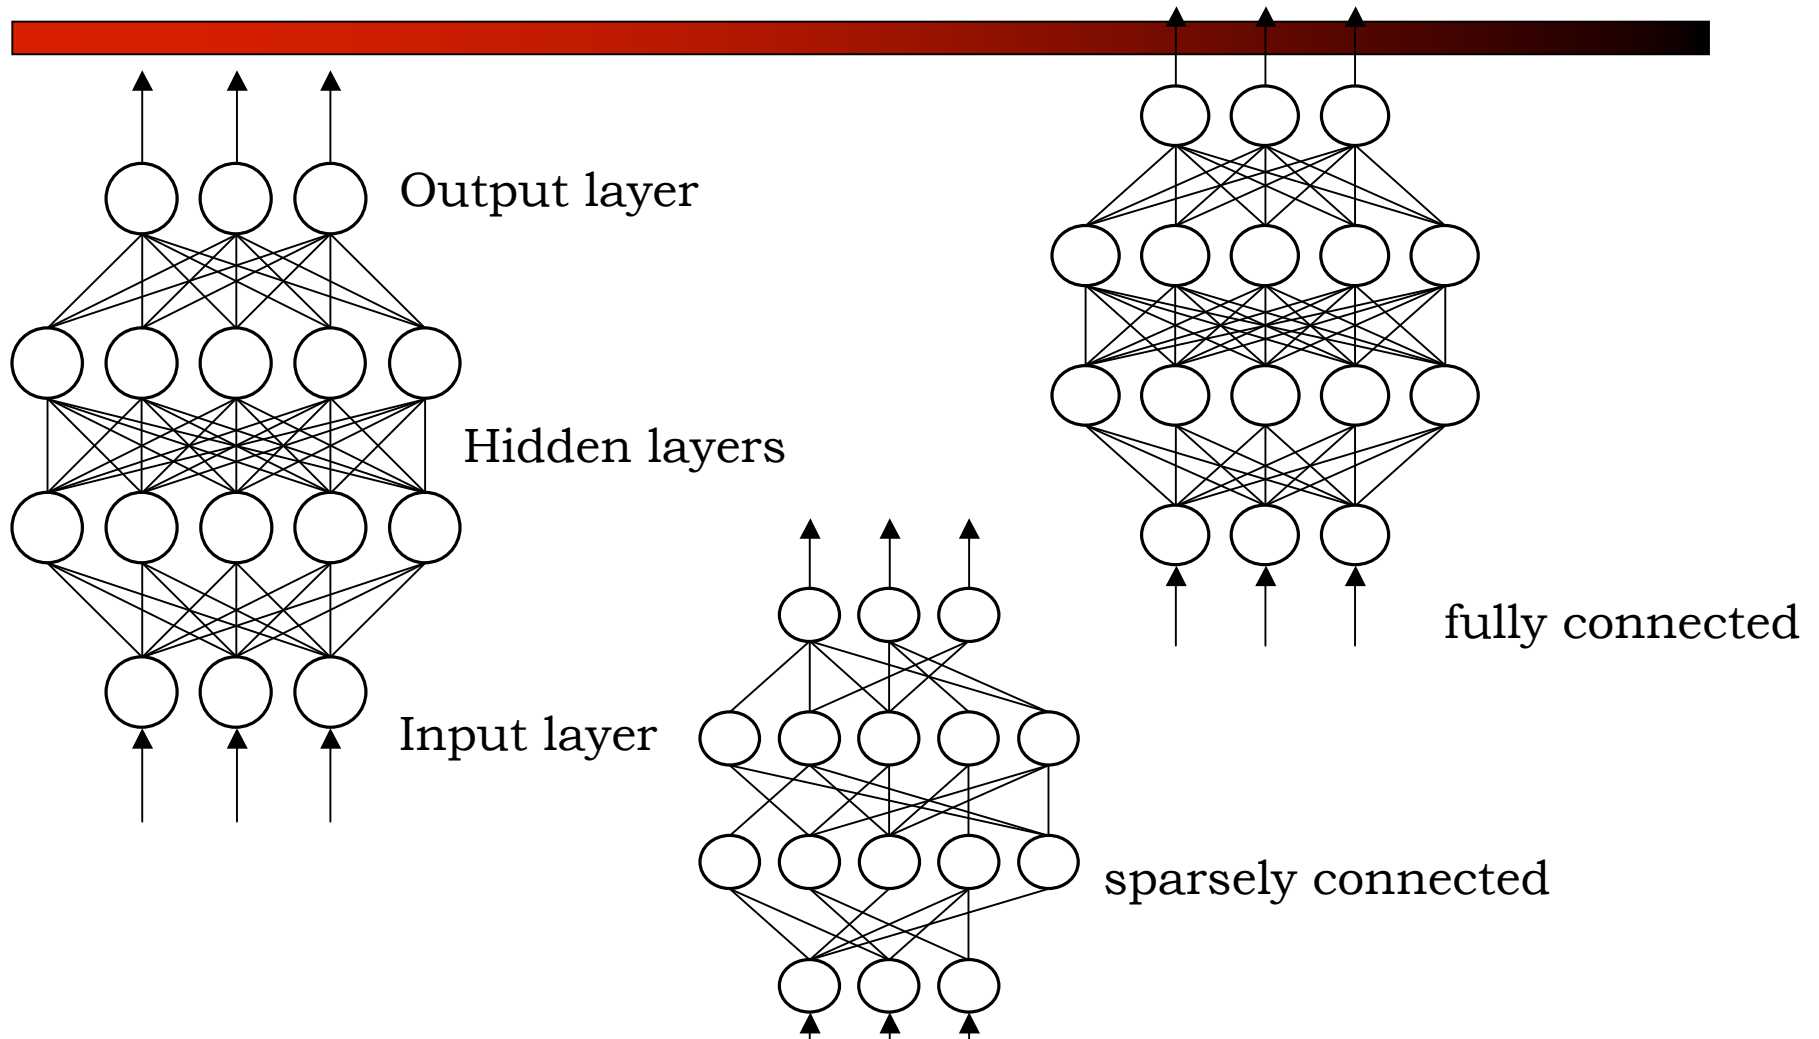 Output layer
Hidden layers
Input layer
fully connected
sparsely connected